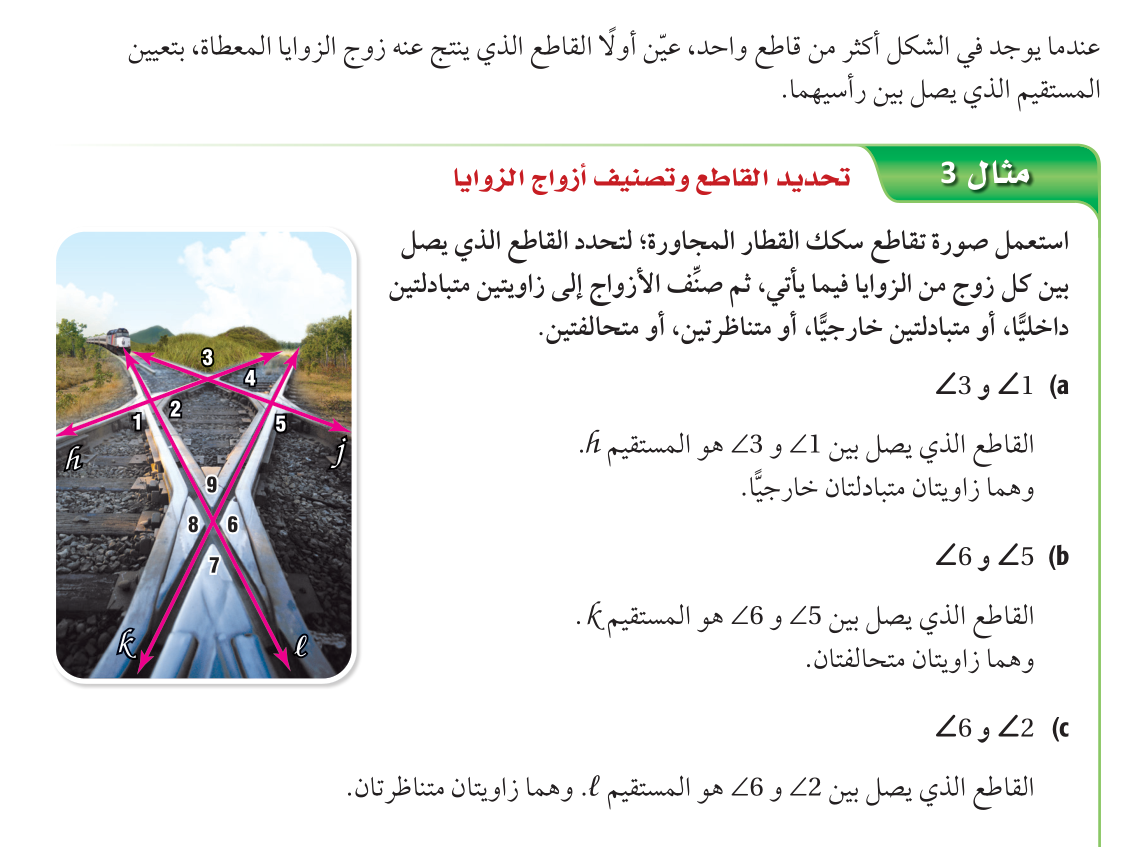 عندما يوجد في الشكل أكثر من قاطع واحد، عيّن أولًا القاطع الذي ينتج عنه زوج الزوايا المعطاة، بتعيين
المستقيم الذي يصل بين رأسيهما.
مثال 3
تحديد القاطع وتصنيف أزواج الزوايا
استعمل صورة تقاطع سكك القطار المجاورة؛ لتحدد القاطع الذي يصل
بين كل زوج من الزوايا فيما يأتي، ثم صنِّف الأزواج إلى زاويتين متبادلتين
داخليًّا، أو متبادلتين خارجيًّا، أو متناظرتين، أو متحالفتين.
a) ∠1 و ∠3
القاطع الذي يصل بين ∠1 و ∠3 هو المستقيم h.
وهما زاويتان متبادلتان خارجيًّا.
b) ∠5 و ∠6
القاطع الذي يصل بين ∠5 و ∠6 هو المستقيم k.
وهما زاويتان متحالفتان.
c) ∠2 و ∠6
القاطع الذي يصل بين ∠2 و ∠6 هو المستقيم ℓ. وهما زاويتان متناظرتان.
3
4
2
1
5
h
j
9
8
6
7
k
ℓ